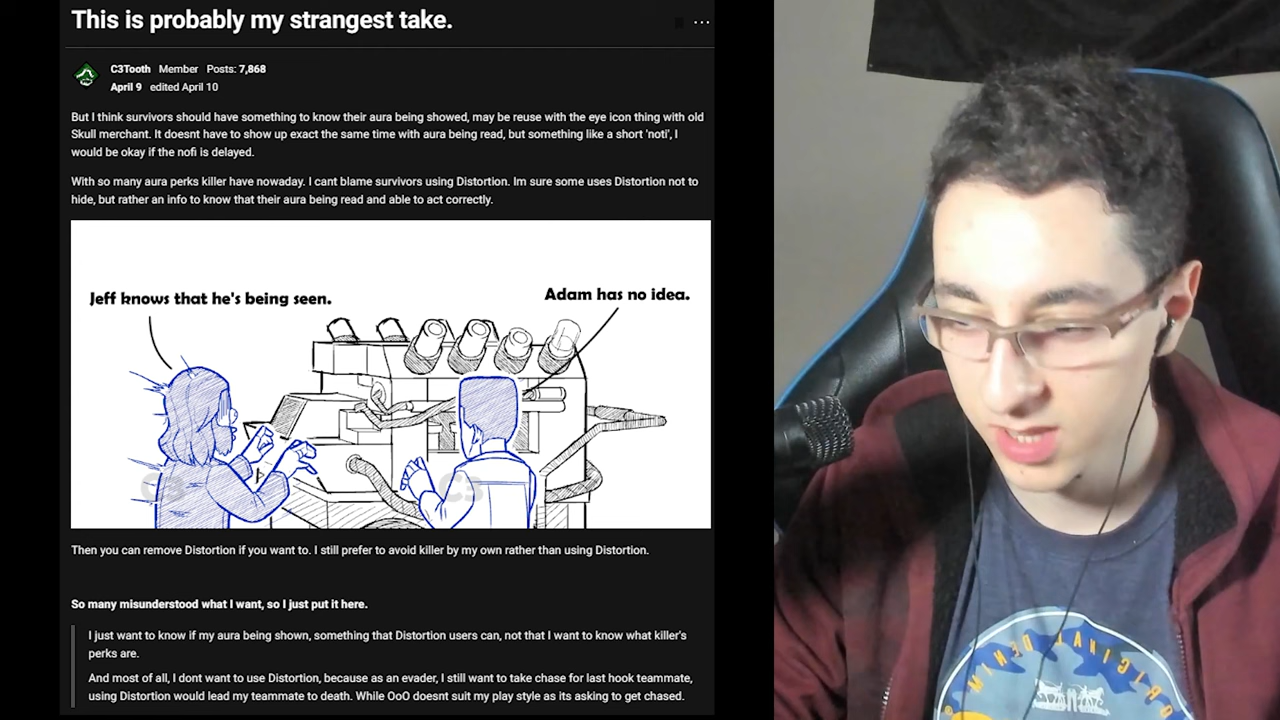 This is probably my strangest take.
C3Tooth Member Posts: 7,868
April 9 edited April 10
But I think survivors should have something to know their aura being showed, may be reuse with the eye icon thing with old
Skull merchant. It doesnt have to show up exact the same time with aura being read, but something like a short 'noti', I
would be okay if the nofi is delayed.
With so many aura perks killer have nowaday. I cant blame survivors using Distortion. Im sure some uses Distortion not to
hide, but rather an info to know that their aura being read and able to act correctly.
Jeff knows that he's being seen.
Adam has no idea.
C3
C3
Then you can remove Distortion if you want to. I still prefer to avoid killer by my own rather than using Distortion.
So many misunderstood what I want, so I just put it here.
I just want to know if my aura being shown, something that Distortion users can, not that I want to know what killer's
perks are.
And most of all, I dont want to use Distortion, because as an evader, I still want to take chase for last hook teammate,
using Distortion would lead my teammate to death. While OoO doesnt suit my play style as its asking to get chased.